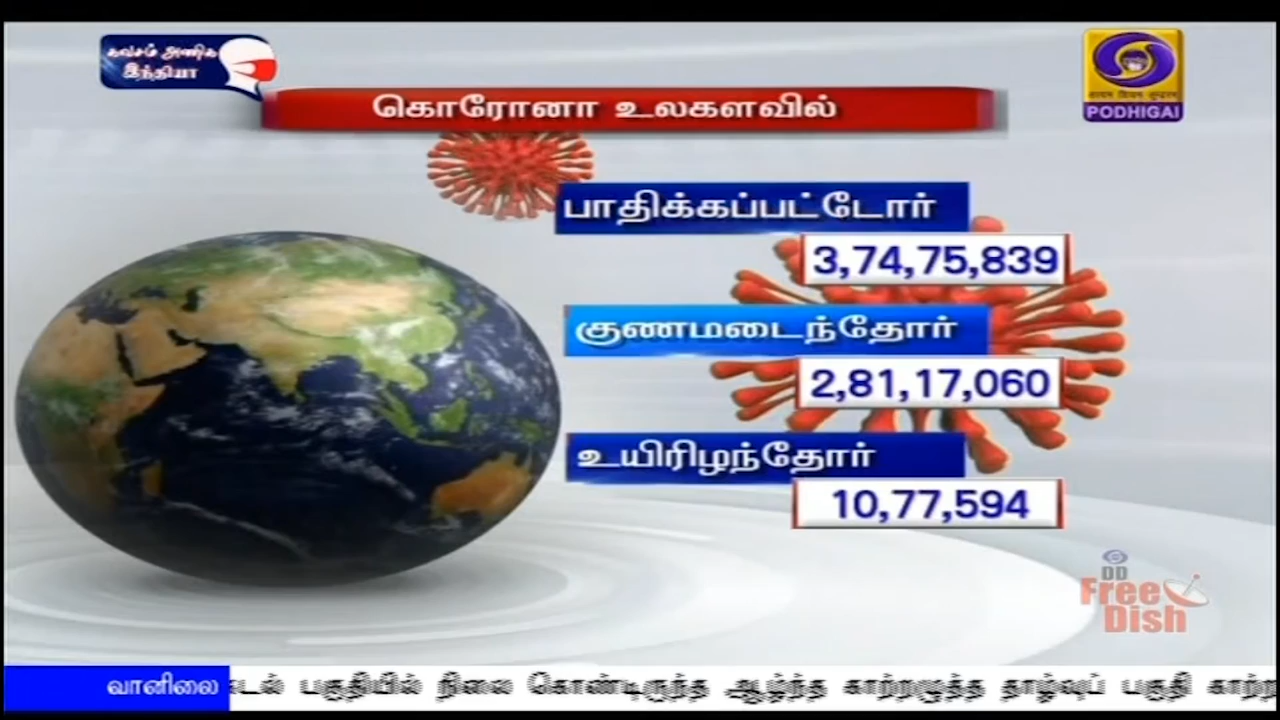 கவசம் அணிக
இந்தியா
கொரோனா உலகளவில்
PODHIGAI
பாதிக்கப்பட்டோர்
3,74,75,839
குணமடைந்தோர்
2,81,17,060
உயிரிழந்தோர்
10,77,594
DD
Free
Dish
வானிலை பகுதியில் நிலை கொண்டிருந்த ஆழ்ந்த காற்றழுத்த தாழ்வுப் பகுதி